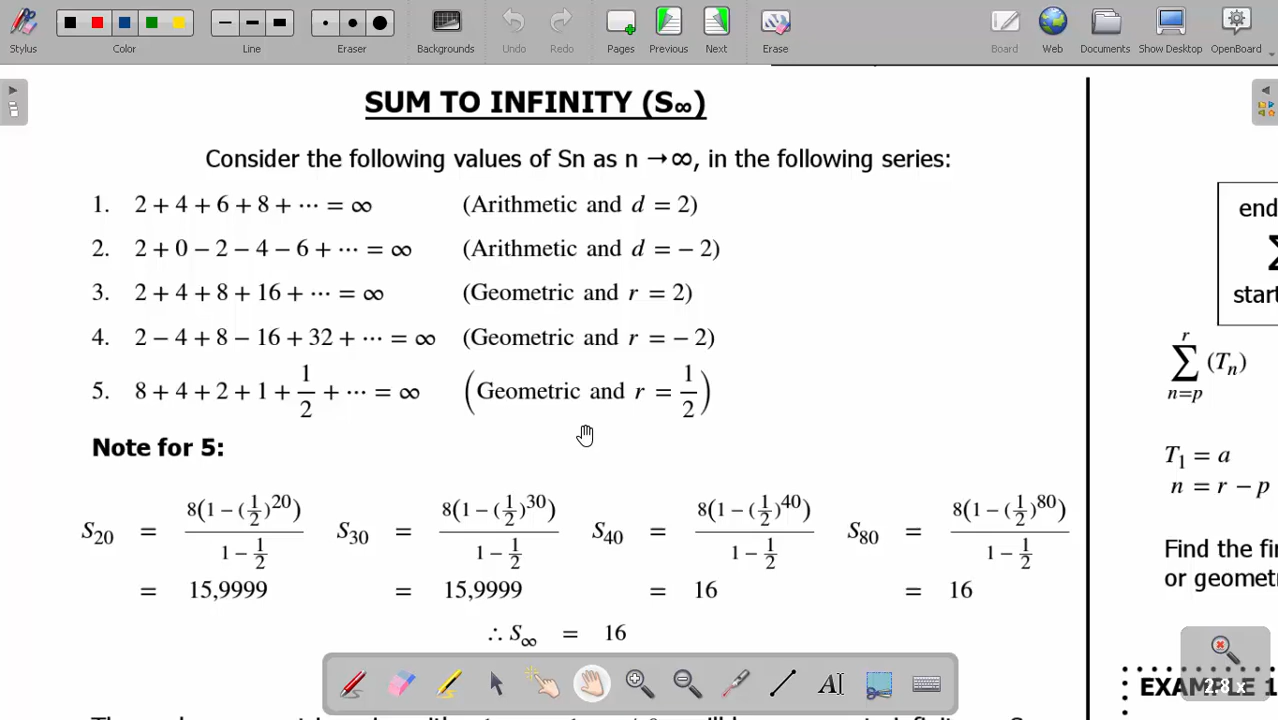 Stylus Color Line Eraser Backgrounds Undo Redo Pages Previous Next Erase Board Web Documents Show Desktop OpenBoard
SUM TO INFINITY (S∞)
Consider the following values of Sn as n →∞, in the following series:
1. 2 + 4 + 6 + 8 + ⋯ = ∞ (Arithmetic and d = 2)
2. 2 + 0 − 2 − 4 − 6 + ⋯ = ∞ (Arithmetic and d = − 2)
3. 2 + 4 + 8 + 16 + ⋯ = ∞ (Geometric and r = 2)
4. 2 − 4 + 8 − 16 + 32 + ⋯ = ∞ (Geometric and r = − 2)
5. 8 + 4 + 2 + 1 + 1/2 + ⋯ = ∞ (Geometric and r = 1/2)
Note for 5:
S20 = 8(1 − (1/2)^20) / (1 − 1/2) S30 = 8(1 − (1/2)^30) / (1 − 1/2) S40 = 8(1 − (1/2)^40) / (1 − 1/2) S80 = 8(1 − (1/2)^80) / (1 − 1/2)
= 15,9999 = 15,9999 = 16 = 16
∴ S∞ = 16
end
start
r
∑ (Tn)
n=p
T1 = a
n = r − p
Find the fi
or geomet
EXAMPLE 1
2.8 x